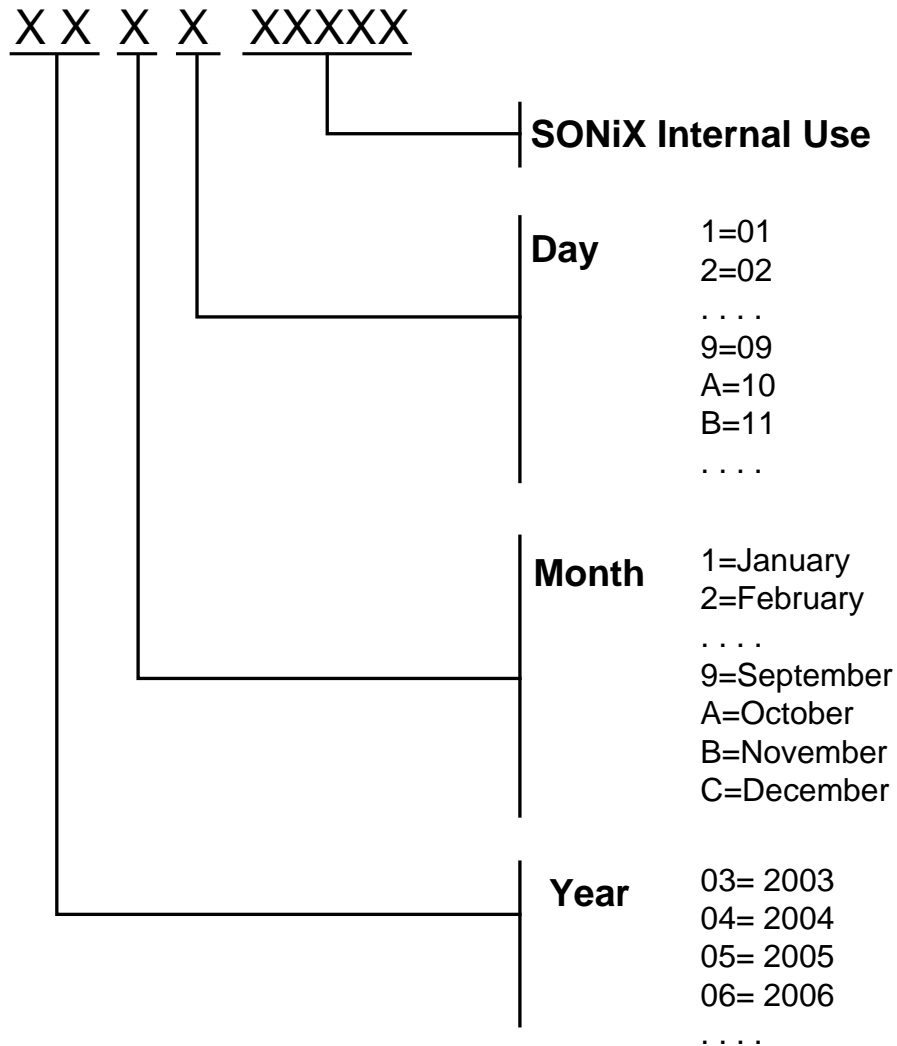 X X X X XXXXX
SONiX Internal Use
Day
1=01
2=02
. . . .
9=09
A=10
B=11
. . . .
Month
1=January
2=February
. . . .
9=September
A=October
B=November
C=December
Year
03= 2003
04= 2004
05= 2005
06= 2006
. . . .